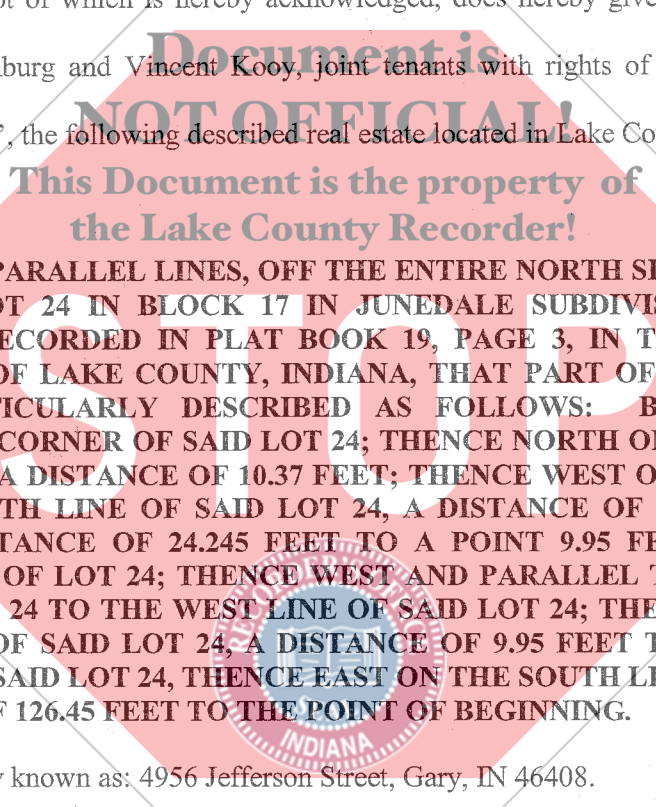 of which is hereby acknowledged, does hereby give
burg and Vincent Kooy, joint tenants with rights of
Document is
the following described real estate located in Lake Co
NOT OFFICIAL!
This Document is the property of
the Lake County Recorder!
PARALLEL LINES, OFF THE ENTIRE NORTH
24 IN BLOCK 17 IN JUNEDALE
RECORDED IN PLAT BOOK 19, PAGE 3, IN
OF LAKE COUNTY, INDIANA, THAT PART OF
DESCRIBED AS FOLLOWS:
CORNER OF SAID LOT 24; THENCE NORTH
A DISTANCE OF 10.37 FEET; THENCE WEST
TH LINE OF SAID LOT 24, A DISTANCE OF
TANCE OF 24.245 FEET TO A POINT 9.95
OF LOT 24; THENCE WEST AND PARALLEL
24 TO THE WEST LINE OF SAID LOT 24;
OF SAID LOT 24, A DISTANCE OF 9.95 FEET
SAID LOT 24, THENCE EAST ON THE SOUTH
126.45 FEET TO THE POINT OF BEGINNING.
known as: 4956 Jefferson Street, Gary, IN 46408.
STOP
INDIANA